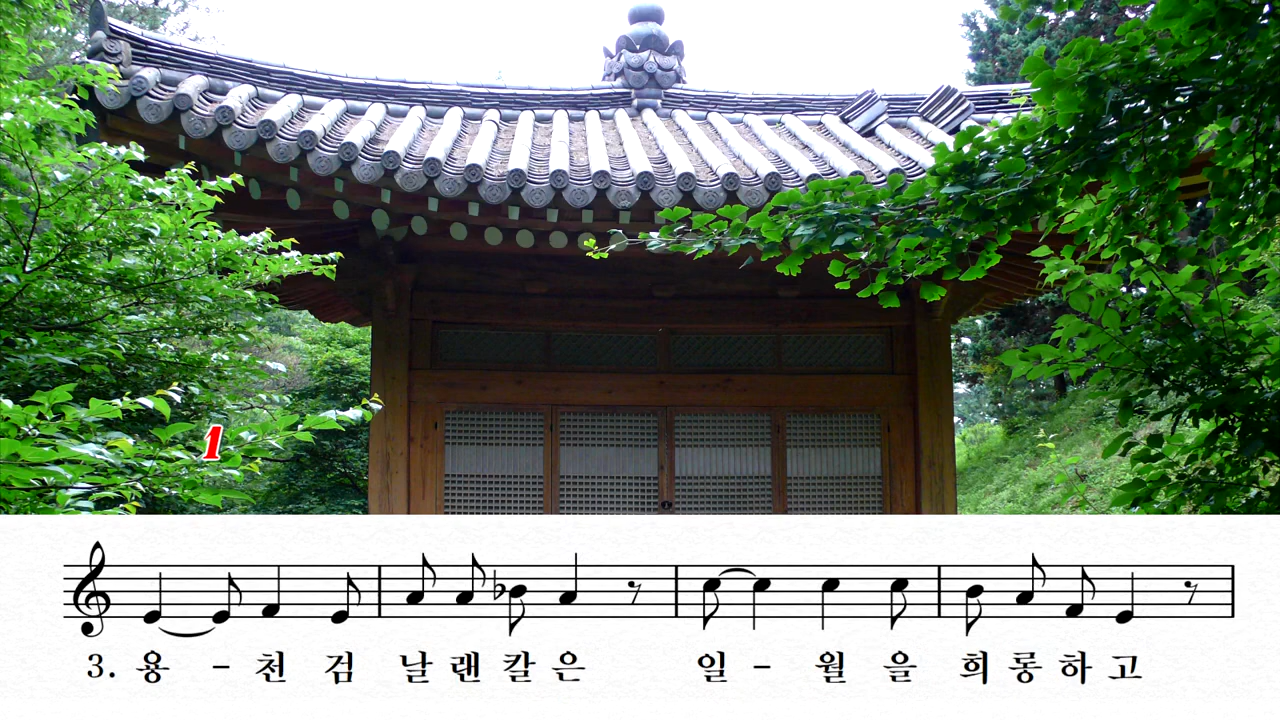 1
3. 용 - 천 검 날 랜 칼 은 일 - 월 을 희 롱 하 고